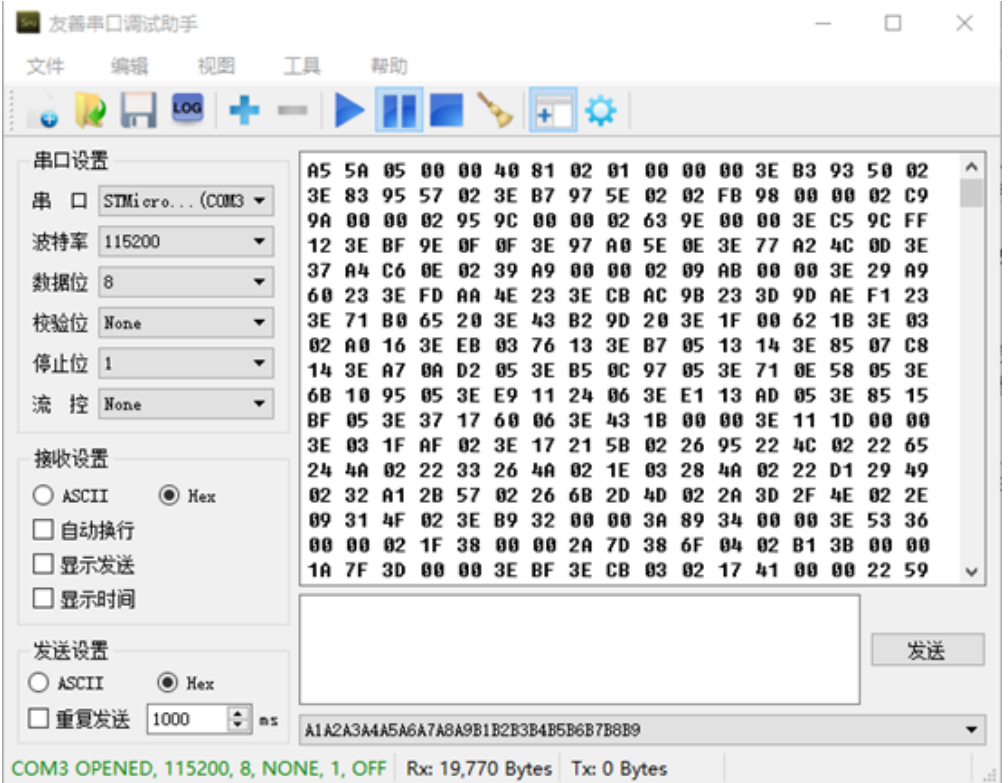 友善串口调试助手
文件 编辑 视图 工具 帮助
LOG
串口设置
串 口 STMicro...(COM3
波特率 115200
数据位 8
校验位 None
停止位 1
流 控 None
接收设置
ASCII Hex
自动换行
显示发送
显示时间
发送设置
ASCII Hex
重复发送 1000 ms
A5 5A 05 00 00 40 81 02 01 00 00 00 3E B3 93 50 02
3E 83 95 57 02 3E B7 97 5E 02 02 FB 98 00 00 02 C9
9A 00 00 02 95 9C 00 00 02 63 9E 00 00 3E C5 9C FF
12 3E BF 9E 0F 0F 3E 97 A0 5E 0E 3E 77 A2 4C 0D 3E
37 A4 C6 0E 02 39 A9 00 00 02 09 AB 00 00 3E 29 A9
60 23 3E FD AA 4E 23 3E CB AC 9B 23 3D 9D AE F1 23
3E 71 B0 65 20 3E 43 B2 9D 20 3E 1F 00 62 1B 3E 03
02 A0 16 3E EB 03 76 13 3E B7 05 13 14 3E 85 07 C8
14 3E A7 0A D2 05 3E B5 0C 97 05 3E 71 0E 58 05 3E
6B 10 95 05 3E E9 11 24 06 3E E1 13 AD 05 3E 85 15
BF 05 3E 37 17 60 06 3E 43 1B 00 00 3E 11 1D 00 00
3E 03 1F AF 02 3E 17 21 5B 02 26 95 22 4C 02 22 65
24 4A 02 22 33 26 4A 02 1E 03 28 4A 02 22 D1 29 49
02 32 A1 2B 57 02 26 6B 2D 4D 02 2A 3D 2F 4E 02 2E
09 31 4F 02 3E B9 32 00 00 3A 89 34 00 00 3E 53 36
00 00 02 1F 38 00 00 2A 7D 38 6F 04 02 B1 3B 00 00
1A 7F 3D 00 00 3E BF 3E CB 03 02 17 41 00 00 22 59
发送
A1A2A3A4A5A6A7A8A9B1B2B3B4B5B6B7B8B9
COM3 OPENED, 115200, 8, NONE, 1, OFF Rx: 19,770 Bytes Tx: 0 Bytes